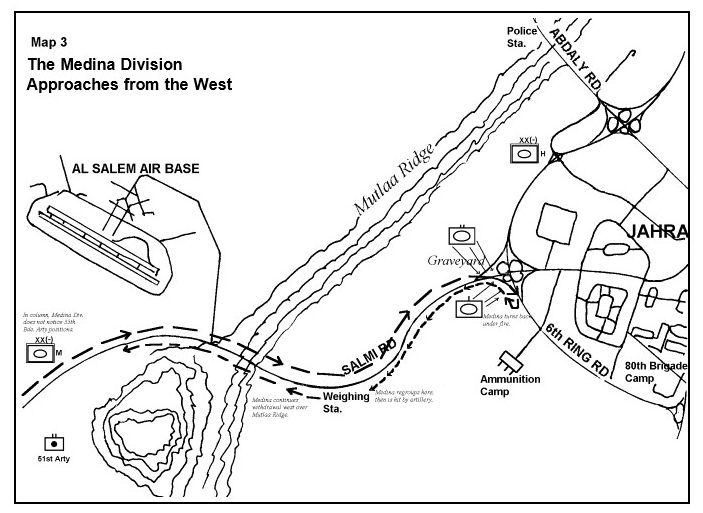 Map 3
The Medina Division
Approaches from the West
Police
Sta.
ABDALY RD
XX(-)
H
AL SALEM AIR BASE
Mutlaa Ridge
JAHRA
Graveyard
In column, Medina Div.
does not notice 35th
Bde. Arty positions.
XX(-)
M
Medina turns back
under fire.
SALMI RD
6th RING RD
80th Brigade
Camp
Ammunition
Camp
Weighing
Sta.
Medina regroups here,
then is hit by artillery.
Medina continues
withdrawal west over
Mutlaa Ridge.
51st Arty